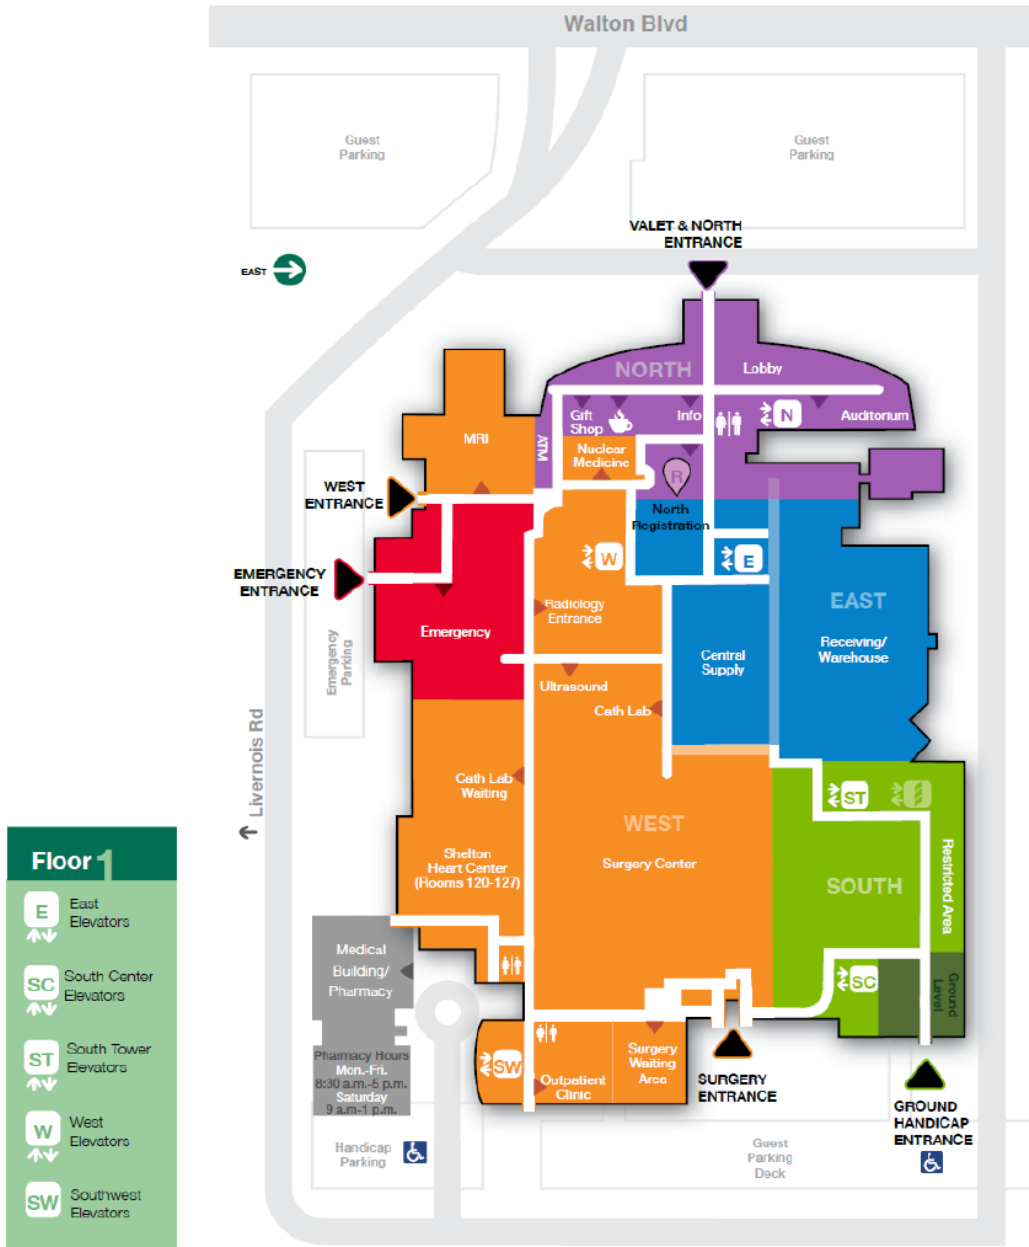 Walton Blvd
Guest
Parking
Guest
Parking
VALET & NORTH
ENTRANCE
EAST
NORTH
Lobby
Gift
Shop
Info
N
Auditorium
ATM
MRI
Nuclear
Medicine
R
WEST
ENTRANCE
North
Registration
W
E
EMERGENCY
ENTRANCE
Radiology
Entrance
EAST
Emergency
Receiving/
Warehouse
Central
Supply
Emergency
Parking
Ultrasound
Cath Lab
Livernois Rd
Cath Lab
Waiting
ST
WEST
Shelton
Heart Center
(Rooms 120-127)
Surgery Center
SOUTH
Restricted Area
Medical
Building/
Pharmacy
SC
Ground
Level
Pharmacy Hours
Mon.-Fri.
8:30 a.m.-5 p.m.
Saturday
9 a.m-1 p.m.
SW
Outpatient
Clinic
Surgery
Waiting
Area
SURGERY
ENTRANCE
GROUND
HANDICAP
ENTRANCE
Handicap
Parking
Guest
Parking
Deck
Floor 1
E
East
Elevators
SC
South Center
Elevators
ST
South Tower
Elevators
W
West
Elevators
SW
Southwest
Elevators